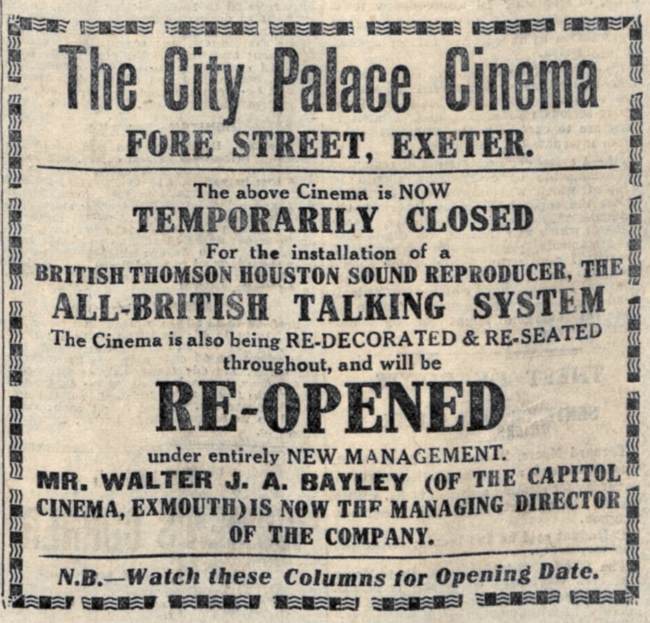 The City Palace Cinema
FORE STREET, EXETER.
The above Cinema is NOW
TEMPORARILY CLOSED
For the installation of a
BRITISH THOMSON HOUSTON SOUND REPRODUCER, THE
ALL-BRITISH TALKING SYSTEM
The Cinema is also being RE-DECORATED & RE-SEATED
throughout, and will be
RE-OPENED
under entirely NEW MANAGEMENT.
MR. WALTER J. A. BAYLEY (OF THE CAPITOL
CINEMA, EXMOUTH) IS NOW THE MANAGING DIRECTOR
OF THE COMPANY.
N.B.—Watch these Columns for Opening Date.